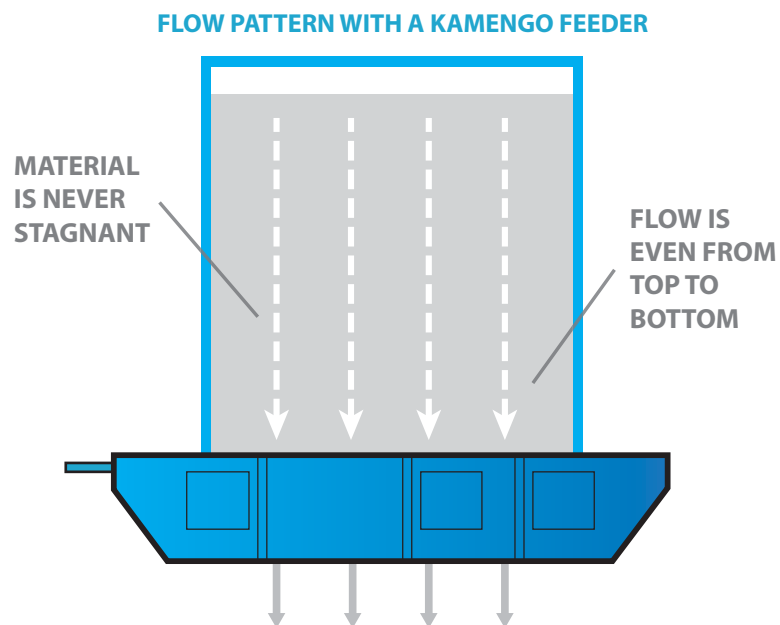 FLOW PATTERN WITH A KAMENGO FEEDER
MATERIAL
IS NEVER
STAGNANT
FLOW IS
EVEN FROM
TOP TO
BOTTOM